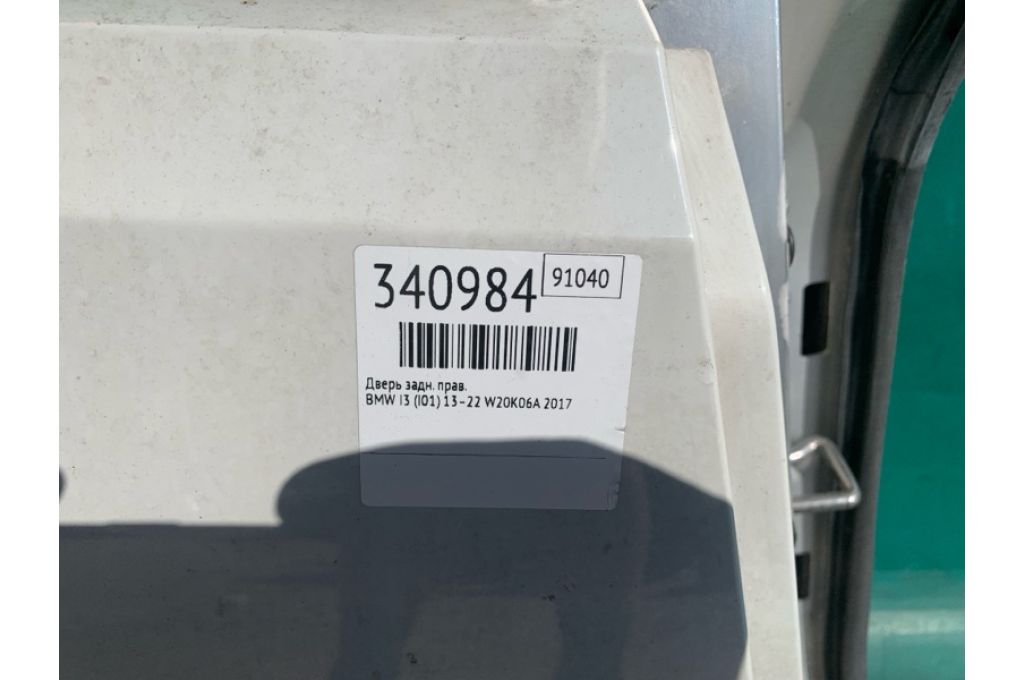 340984 91040
Дверь задн. прав.
BMW I3 (I01) 13-22 W20K06A 2017